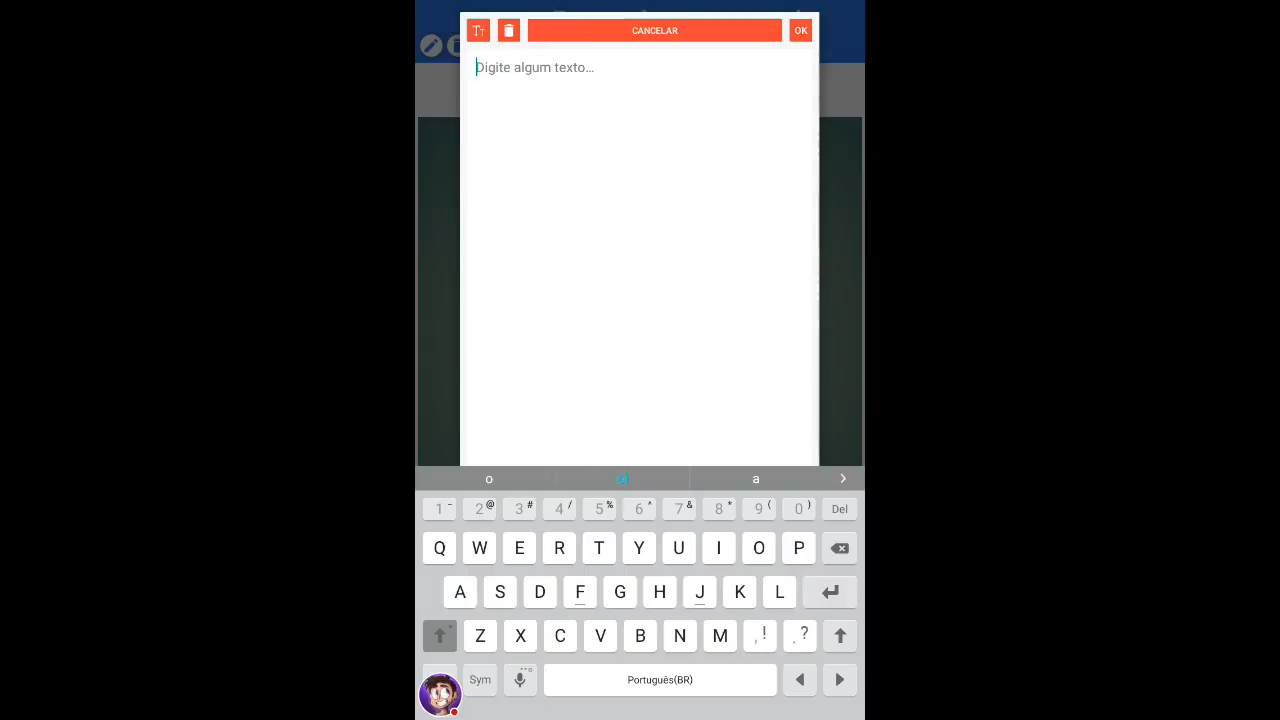 TT
CANCELAR
OK
Digite algum texto...
o
a
1 - 2 @ 3 # 4 / 5 % 6 ^ 7 & 8 * 9 ( 0 ) Del
Q W E R T Y U I O P
A S D F G H J K L
Z X C V B N M , ! . ?
Sym
Português(BR)